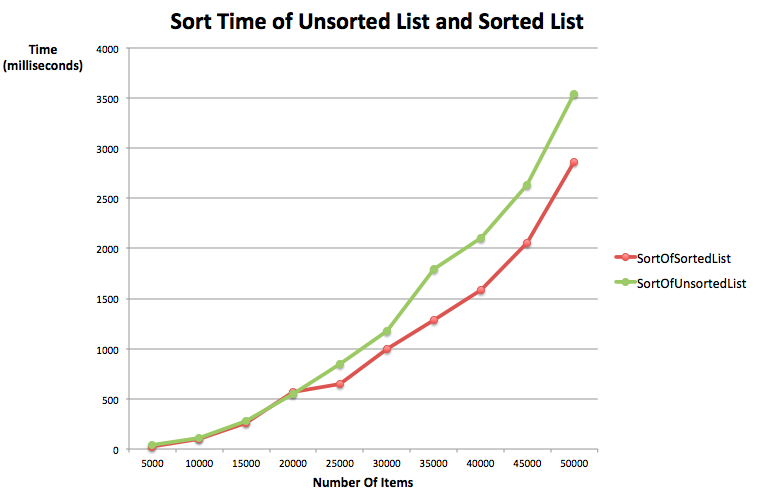 Sort Time of Unsorted List and Sorted List
Time
(milliseconds)
4000
3500
3000
2500
2000
1500
1000
500
0
5000 10000 15000 20000 25000 30000 35000 40000 45000 50000
Number Of Items
SortOfSortedList
SortOfUnsortedList